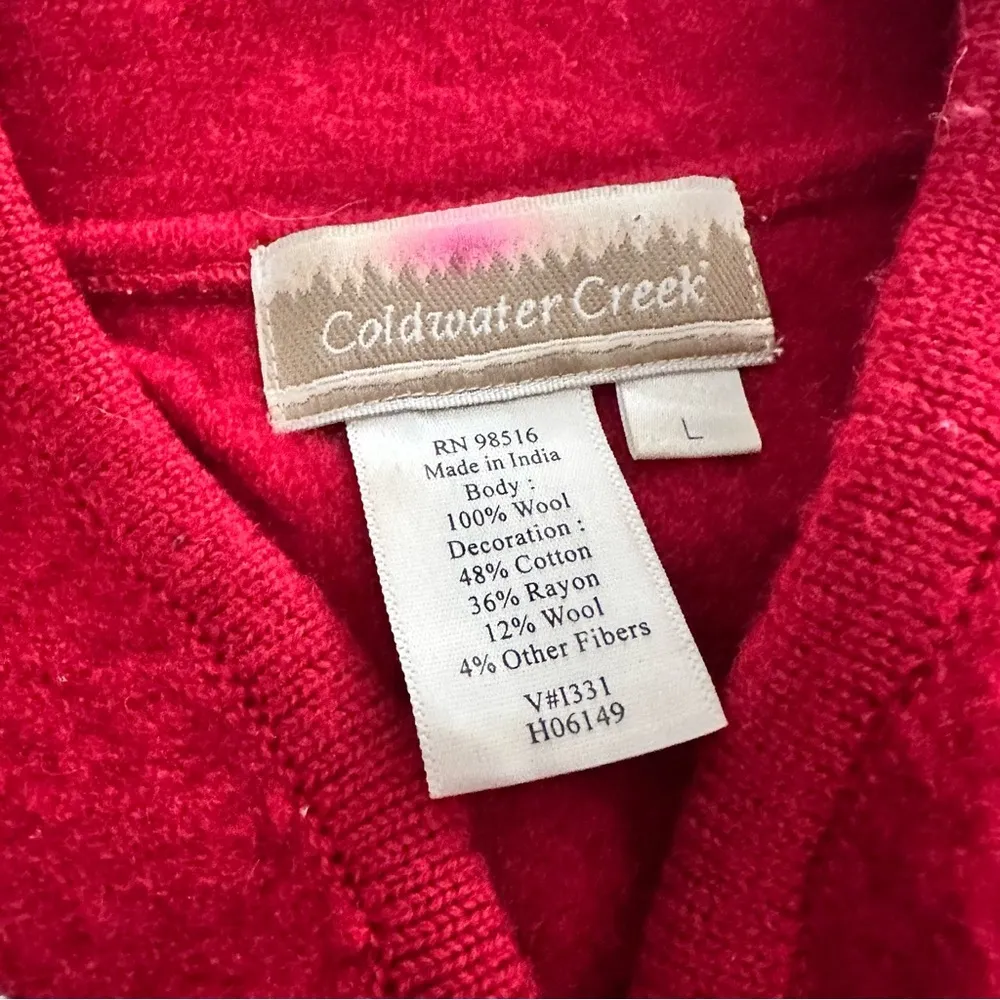 Coldwater Creek
L
RN 98516
Made in India
Body :
100% Wool
Decoration :
48% Cotton
36% Rayon
12% Wool
4% Other Fibers
V#I331
H06149